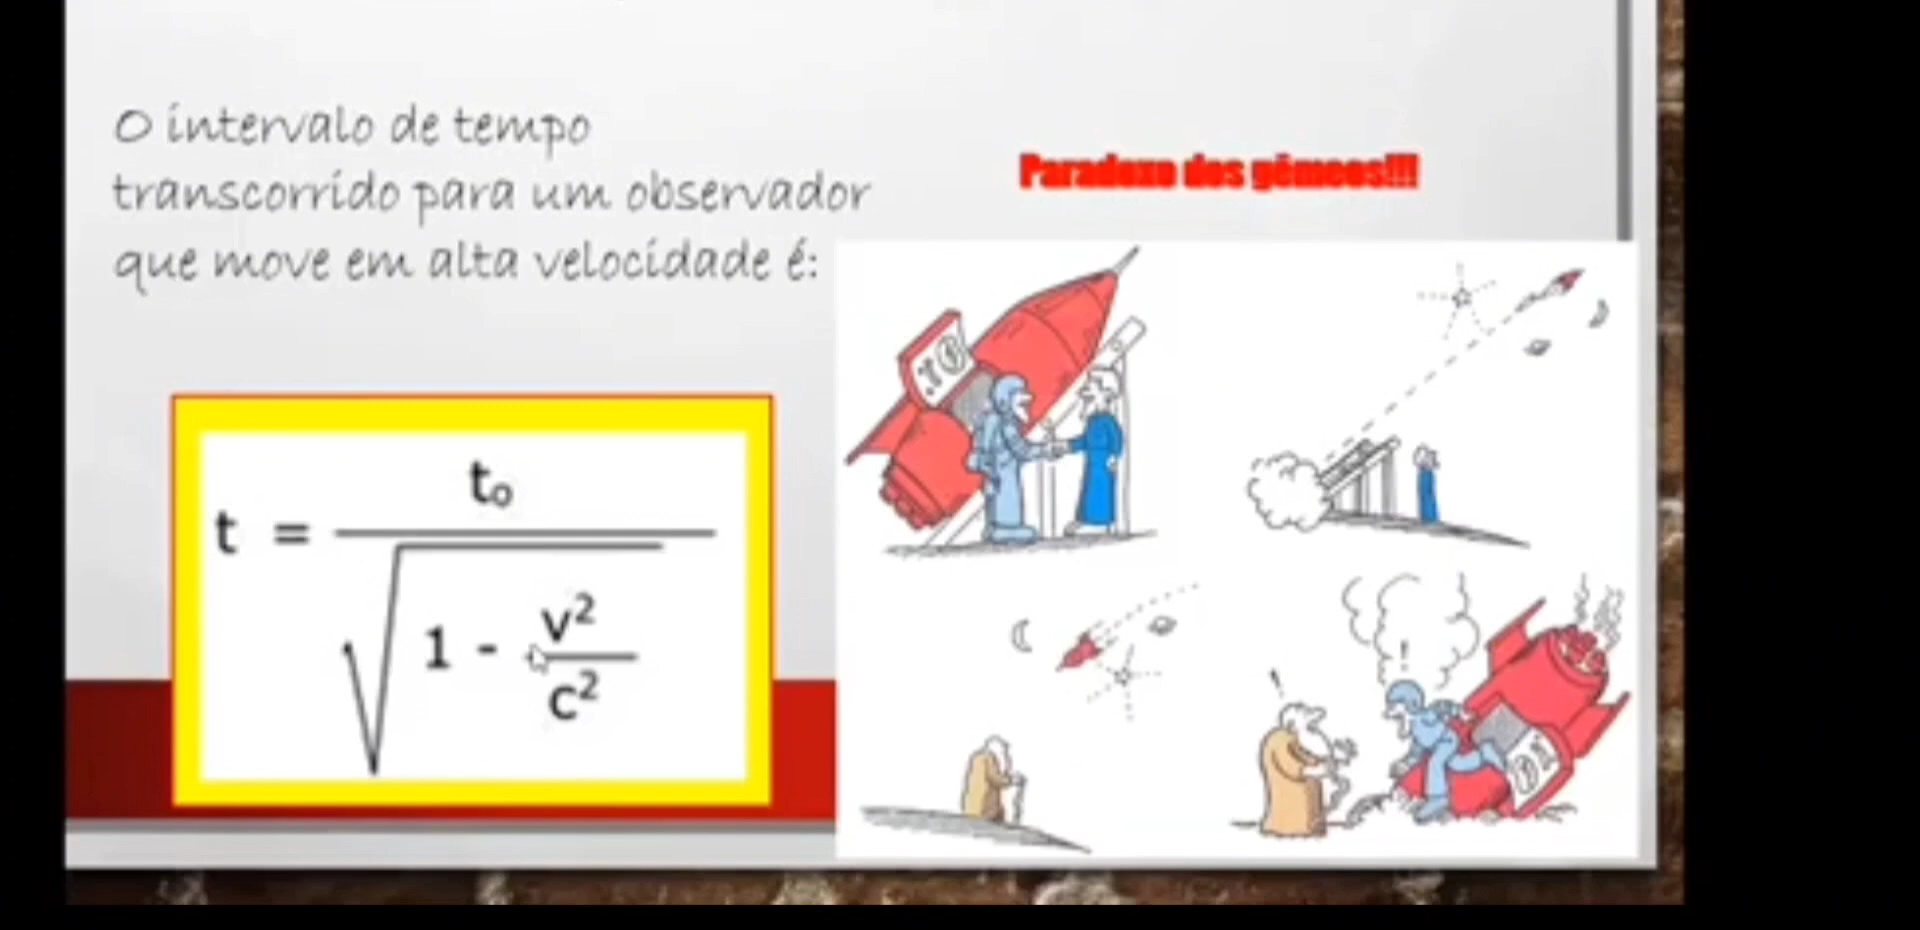 O intervalo de tempo
transcorrido para um observador
que move em alta velocidade é:
Paradoxo dos gêmeos!!!
t = t₀
√ 1 - v²
c²
!
!